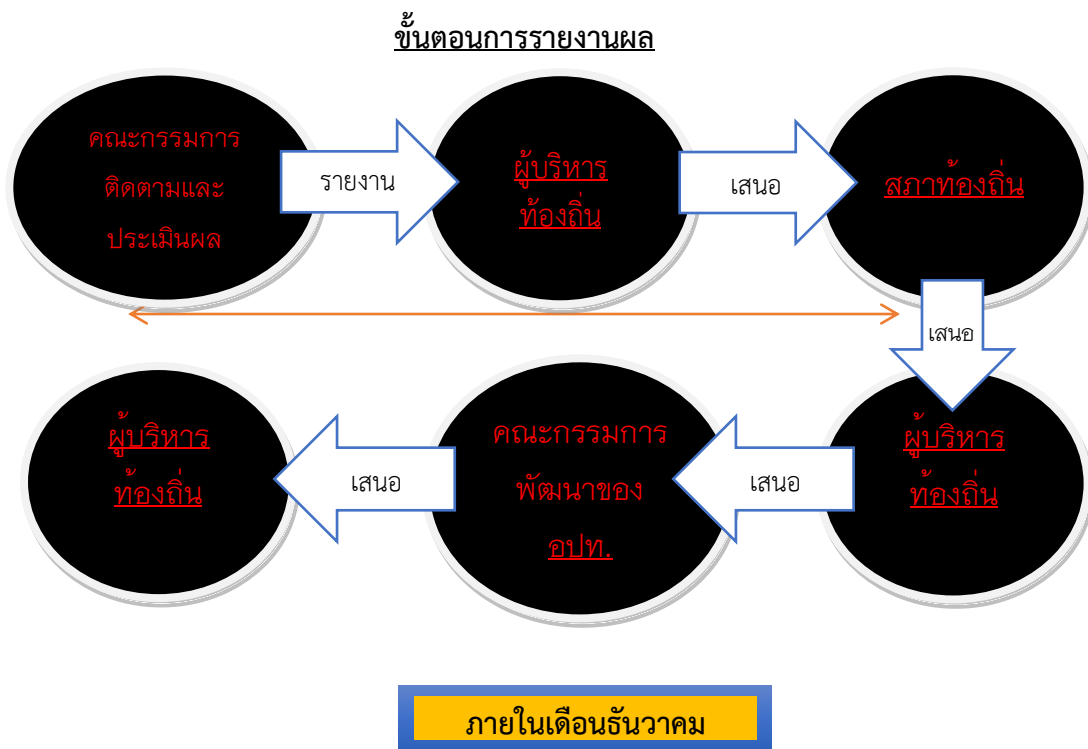 ขั้นตอนการรายงานผล
คณะกรรมการ
ติดตามและ
ประเมินผล
รายงาน
ผู้บริหาร
ท้องถิ่น
เสนอ
สภาท้องถิ่น
เสนอ
ผู้บริหาร
ท้องถิ่น
เสนอ
คณะกรรมการ
พัฒนาของ
อปท.
เสนอ
ผู้บริหาร
ท้องถิ่น
ภายในเดือนธันวาคม